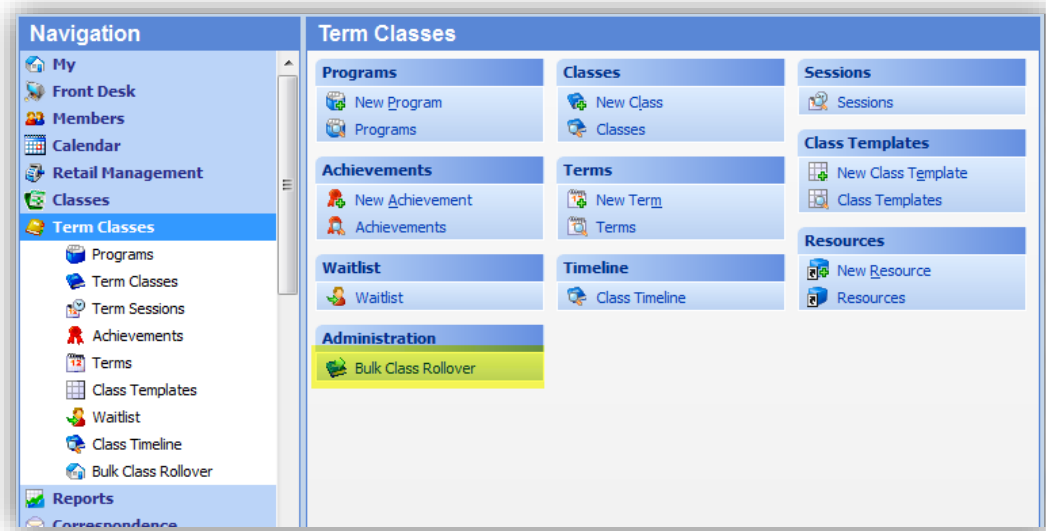 Navigation
My
Front Desk
Members
Calendar
Retail Management
Classes
Term Classes
Programs
Term Classes
Term Sessions
Achievements
Terms
Class Templates
Waitlist
Class Timeline
Bulk Class Rollover
Reports
Correspondence
Term Classes
Programs
New Program
Programs
Achievements
New Achievement
Achievements
Waitlist
Waitlist
Administration
Bulk Class Rollover
Classes
New Class
Classes
Terms
New Term
Terms
Timeline
Class Timeline
Sessions
Sessions
Class Templates
New Class Template
Class Templates
Resources
New Resource
Resources